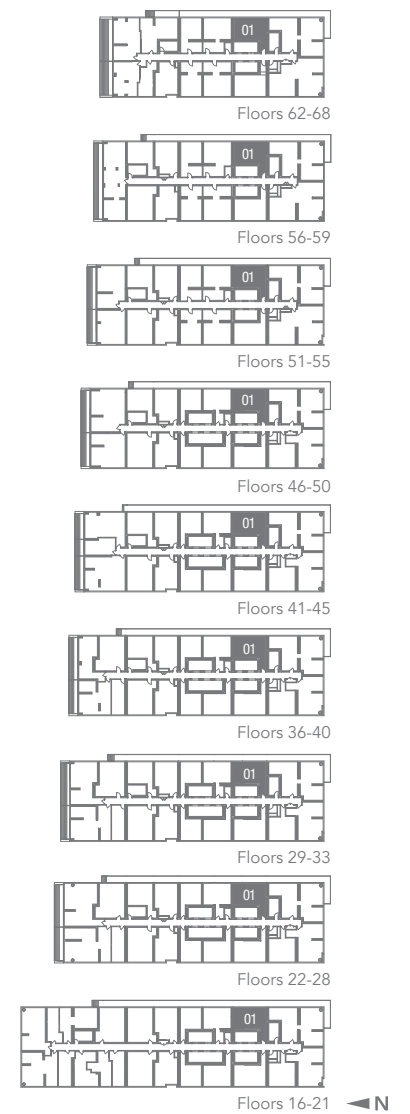 01
Floors 62-68
01
Floors 56-59
01
Floors 51-55
01
Floors 46-50
01
Floors 41-45
01
Floors 36-40
01
Floors 29-33
01
Floors 22-28
01
Floors 16-21 N